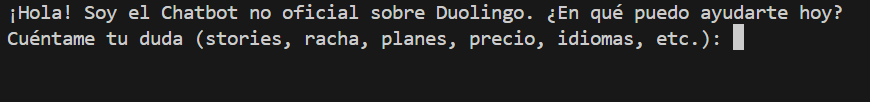 ¡Hola! Soy el Chatbot no oficial sobre Duolingo. ¿En qué puedo ayudarte hoy?
Cuéntame tu duda (stories, racha, planes, precio, idiomas, etc.):